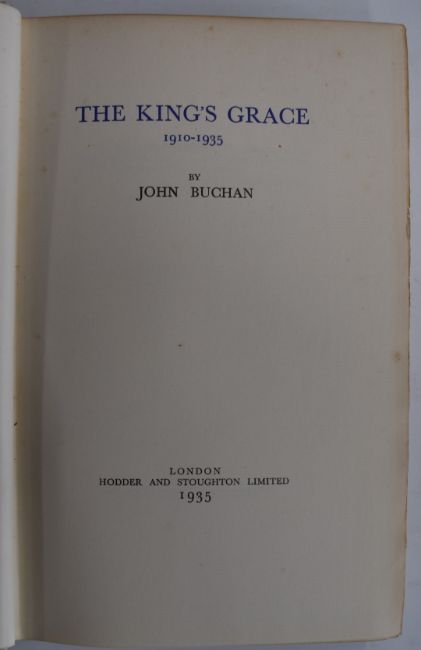 THE KING'S GRACE
1910-1935
BY
JOHN BUCHAN
LONDON
HODDER AND STOUGHTON LIMITED
1935